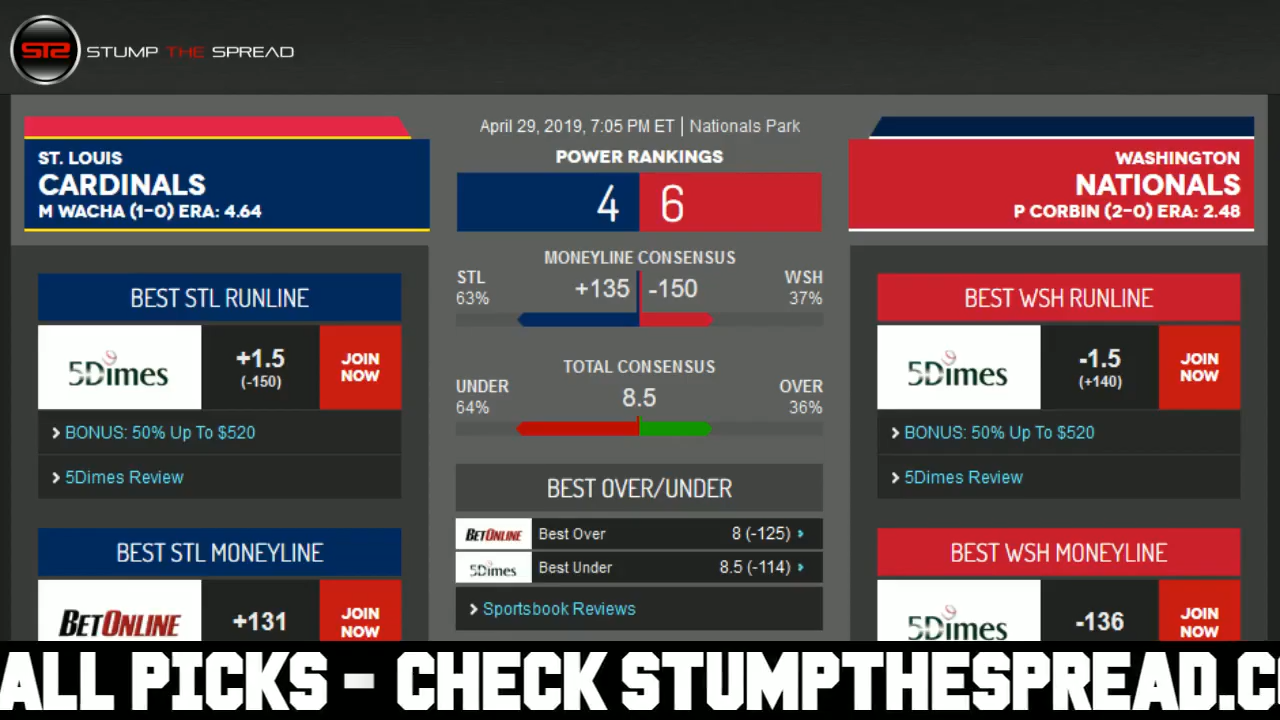 STS STUMP THE SPREAD
April 29, 2019, 7:05 PM ET | Nationals Park
ST. LOUIS
CARDINALS
M WACHA (1-0) ERA: 4.64
POWER RANKINGS
4 6
WASHINGTON
NATIONALS
P CORBIN (2-0) ERA: 2.48
MONEYLINE CONSENSUS
STL +135 -150 WSH
63% 37%
TOTAL CONSENSUS
UNDER 8.5 OVER
64% 36%
BEST STL RUNLINE
5Dimes +1.5 (-150) JOIN NOW
> BONUS: 50% Up To $520
> 5Dimes Review
BEST STL MONEYLINE
BETONLINE +131 JOIN NOW
BEST OVER/UNDER
BETONLINE Best Over 8 (-125) >
5Dimes Best Under 8.5 (-114) >
> Sportsbook Reviews
BEST WSH RUNLINE
5Dimes -1.5 (+140) JOIN NOW
> BONUS: 50% Up To $520
> 5Dimes Review
BEST WSH MONEYLINE
5Dimes -136 JOIN NOW
ALL PICKS - CHECK STUMPTHESPREAD.C